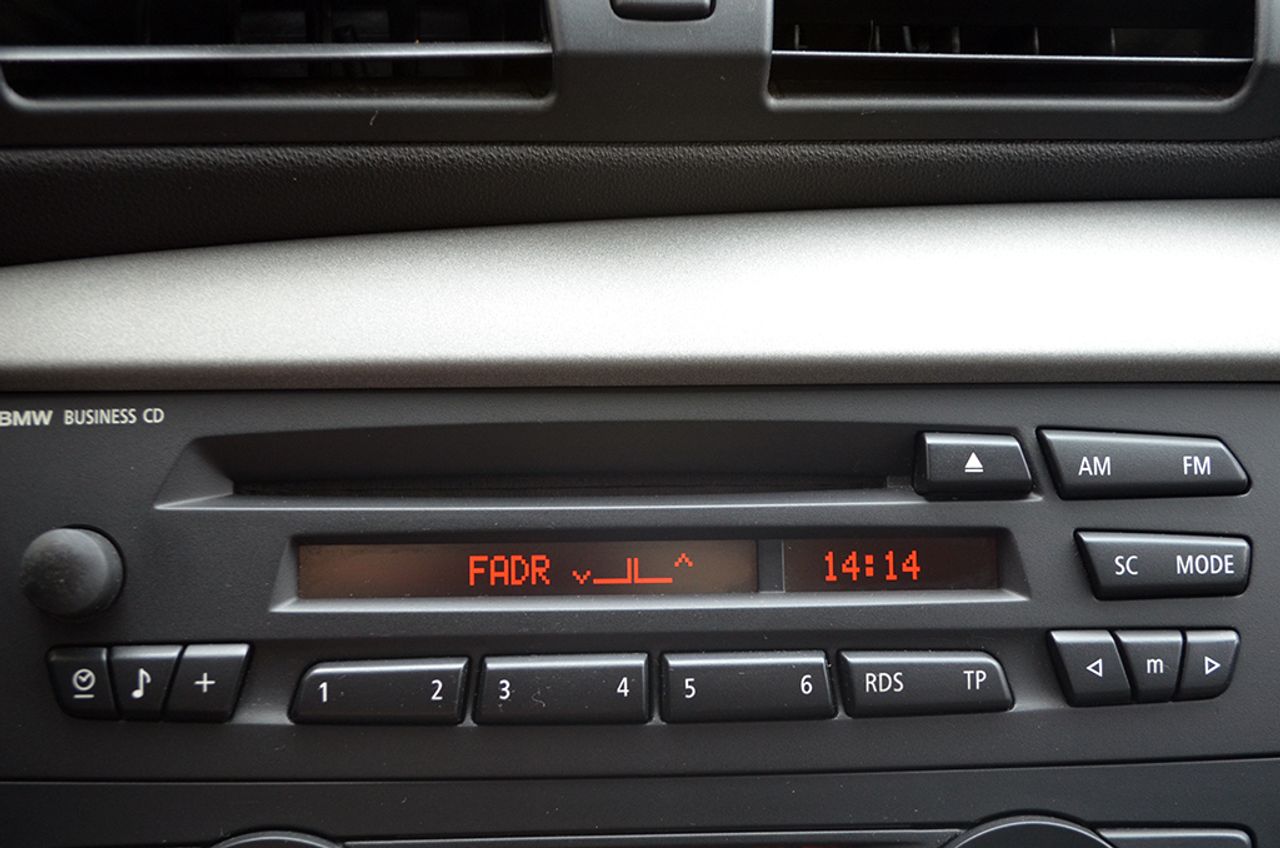 BMW BUSINESS CD
AM FM
FADR 14:14
SC MODE
1 2 3 4 5 6 RDS TP m